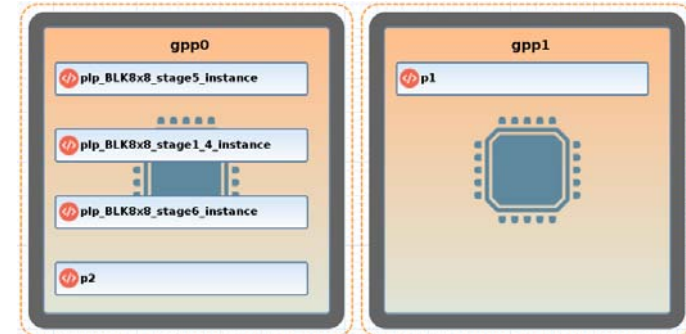 gpp0
plp_BLK8x8_stage5_instance
plp_BLK8x8_stage1_4_instance
plp_BLK8x8_stage6_instance
p2
gpp1
p1